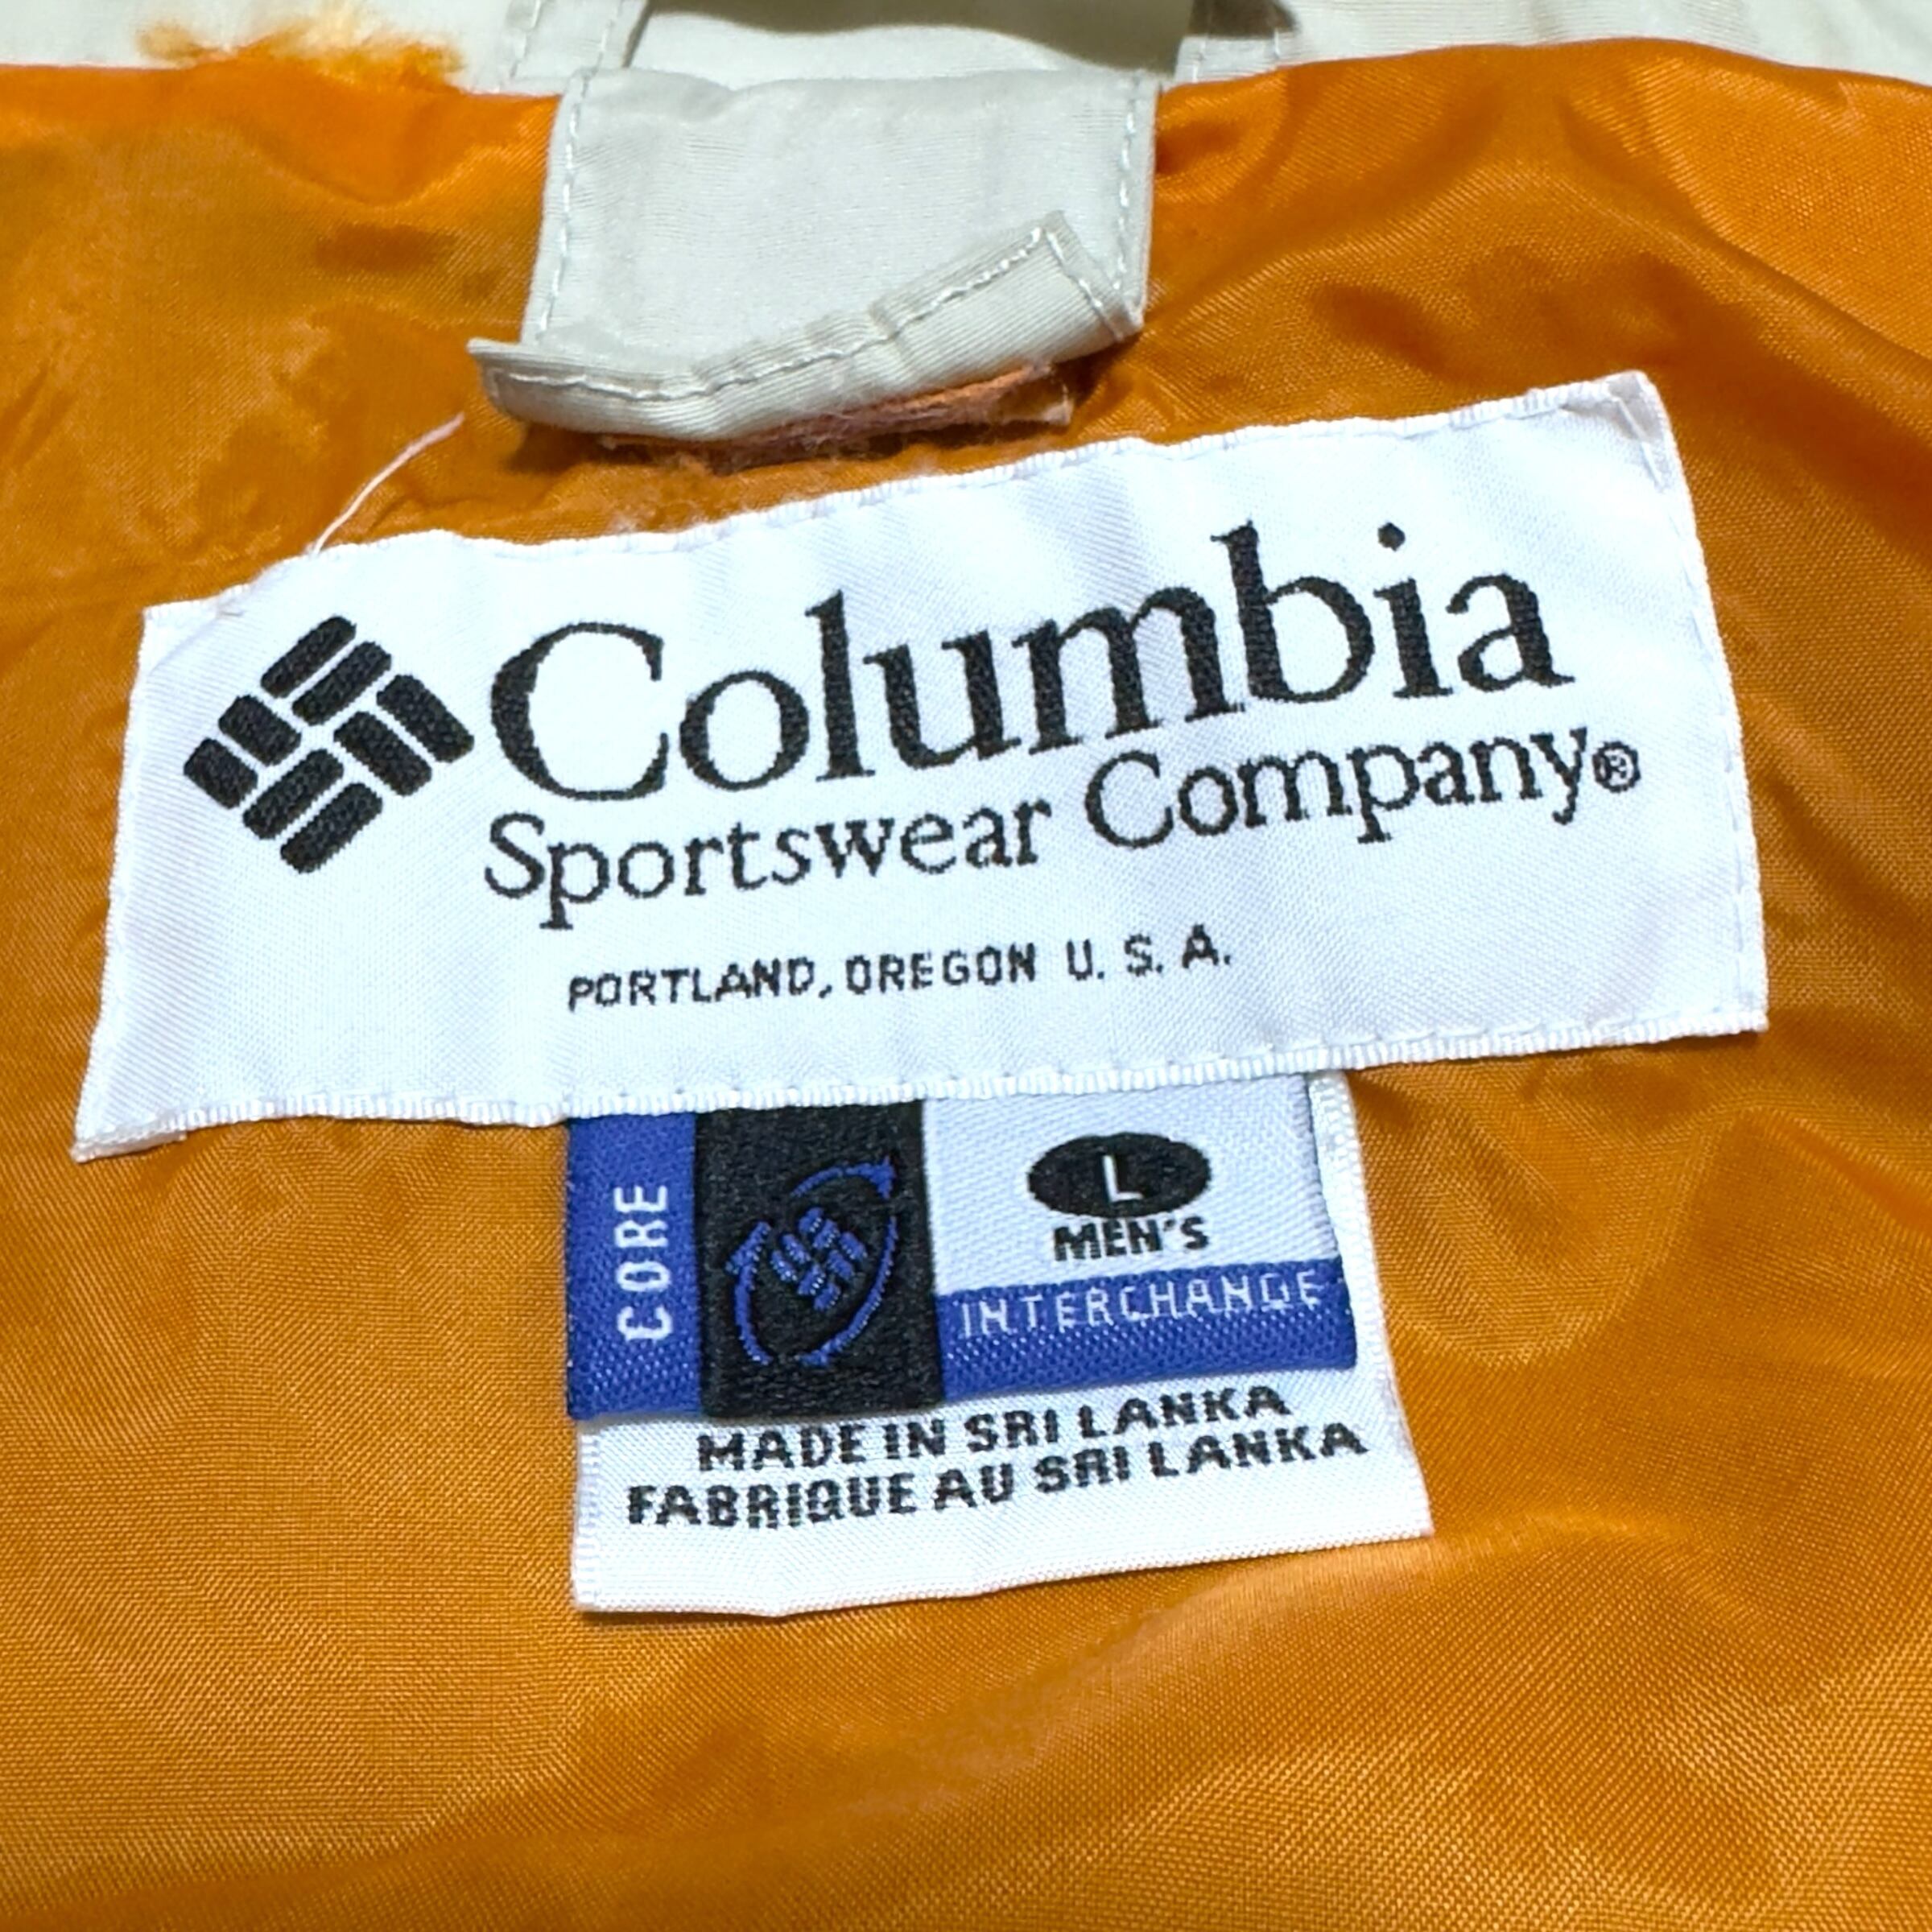 Columbia
Sportswear Company®
PORTLAND, OREGON U. S. A.
CORE
L
MEN'S
INTERCHANGE
MADE IN SRI LANKA
FABRIQUE AU SRI LANKA